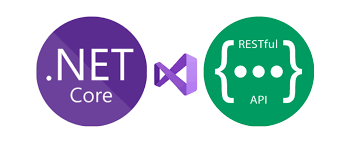 .NET
Core
RESTful
{•••}
API